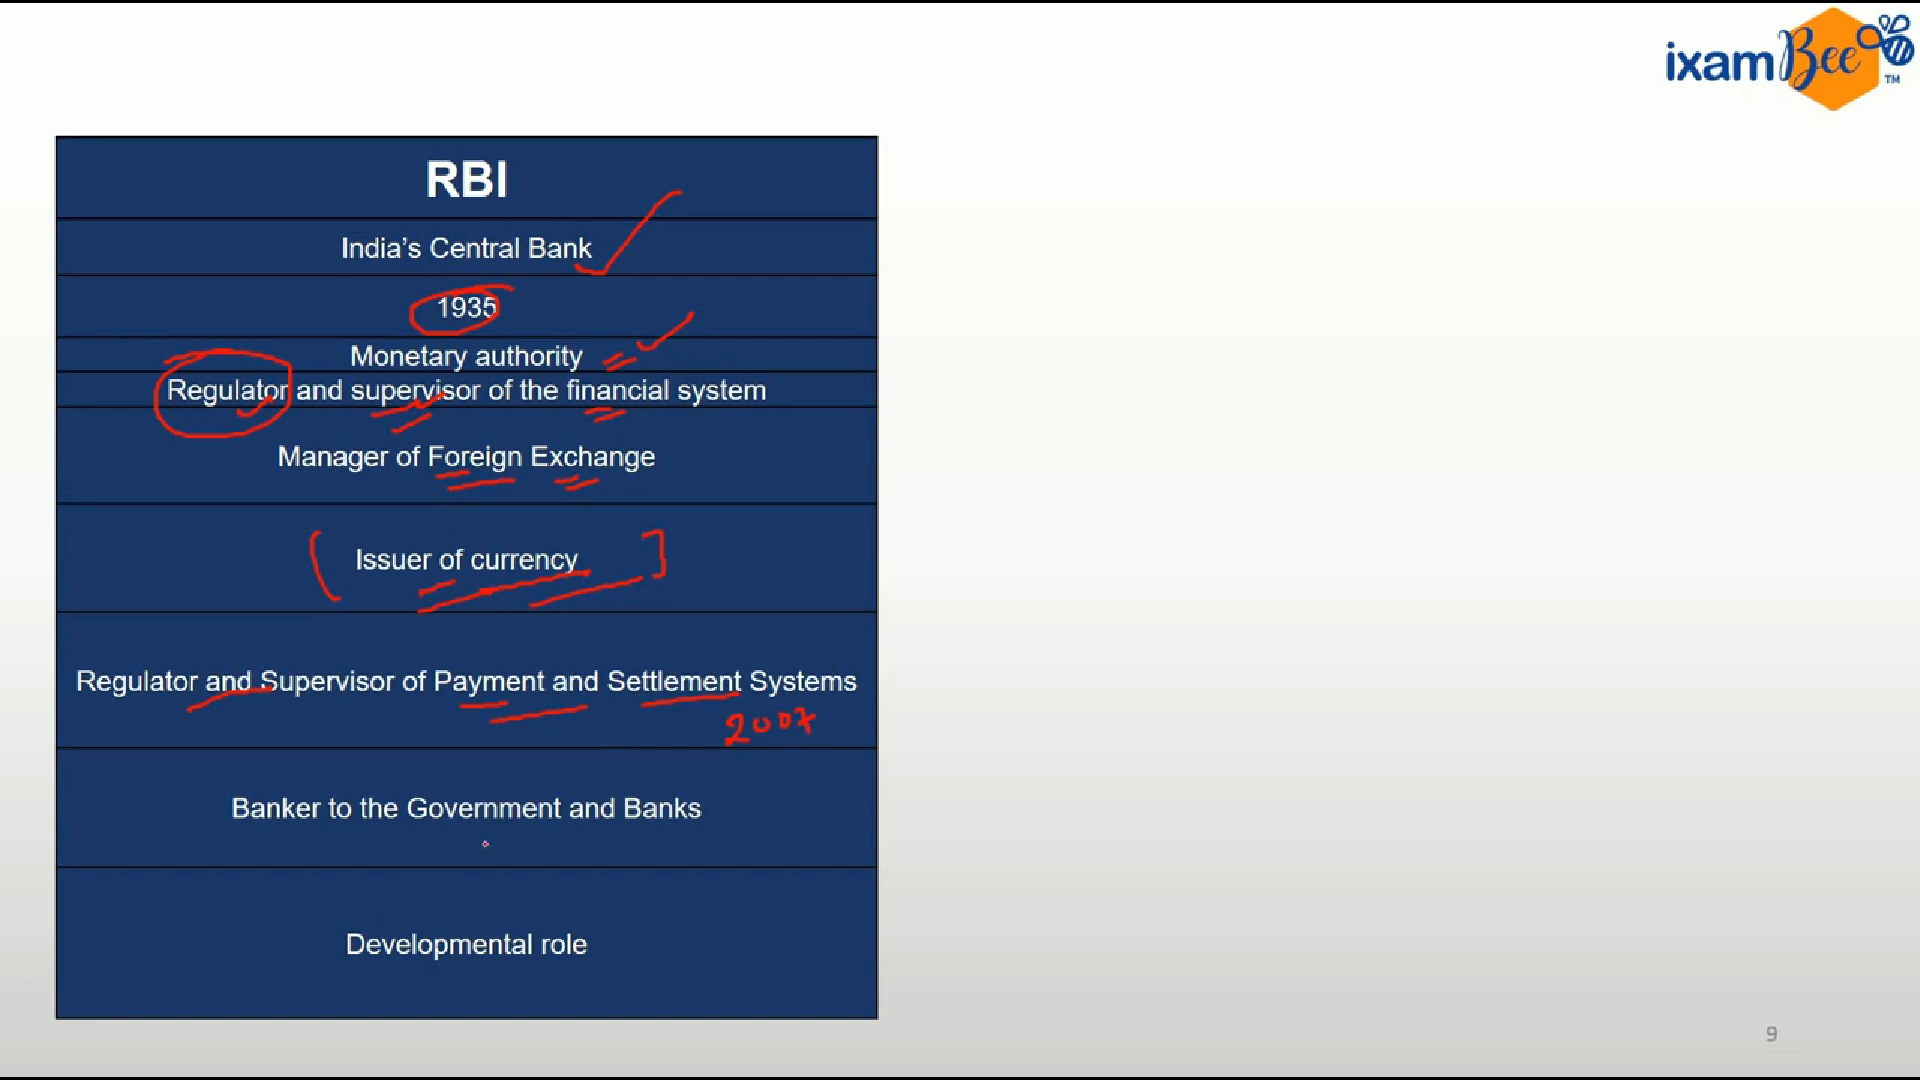 ixamBee
TM
RBI
India's Central Bank
1935
Monetary authority
Regulator and supervisor of the financial system
Manager of Foreign Exchange
Issuer of currency
Regulator and Supervisor of Payment and Settlement Systems
2007
Banker to the Government and Banks
Developmental role
9